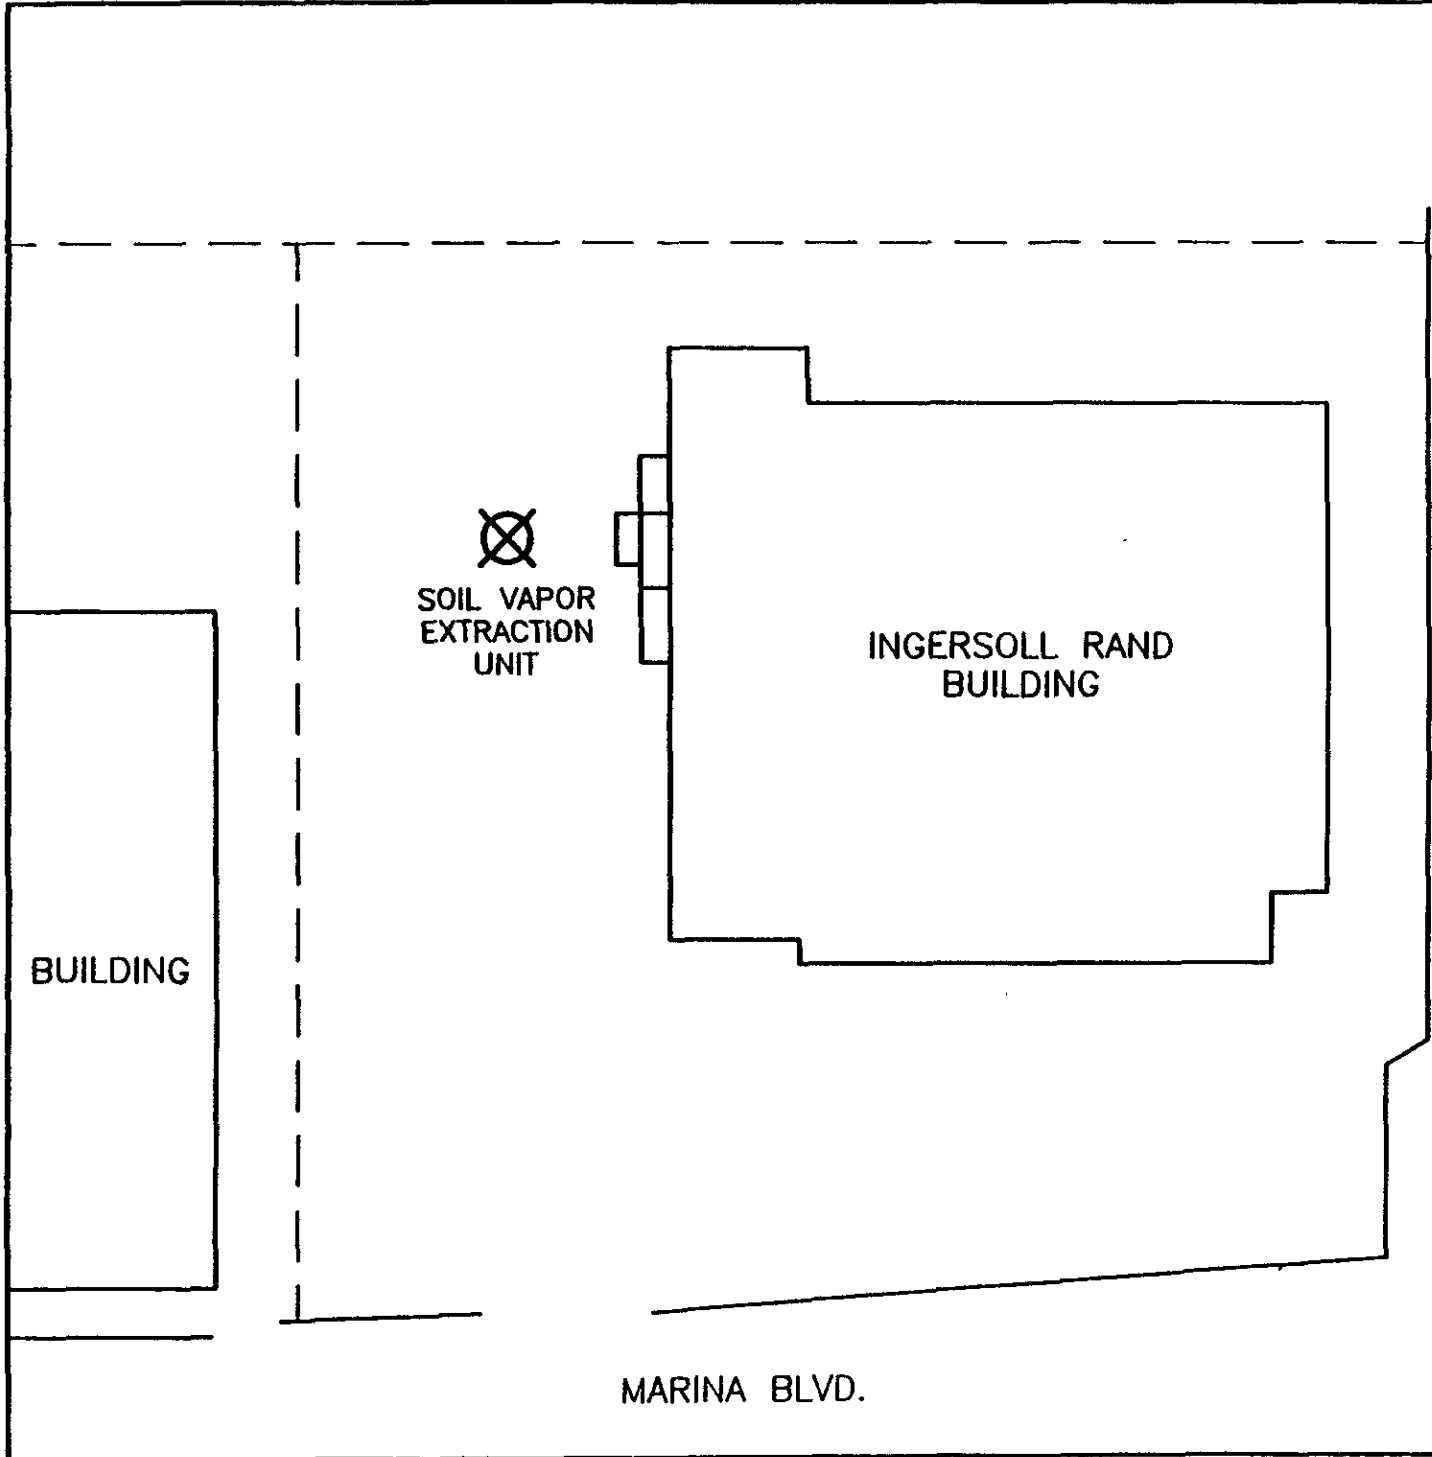 SOIL VAPOR
EXTRACTION
UNIT
INGERSOLL RAND
BUILDING
BUILDING
MARINA BLVD.